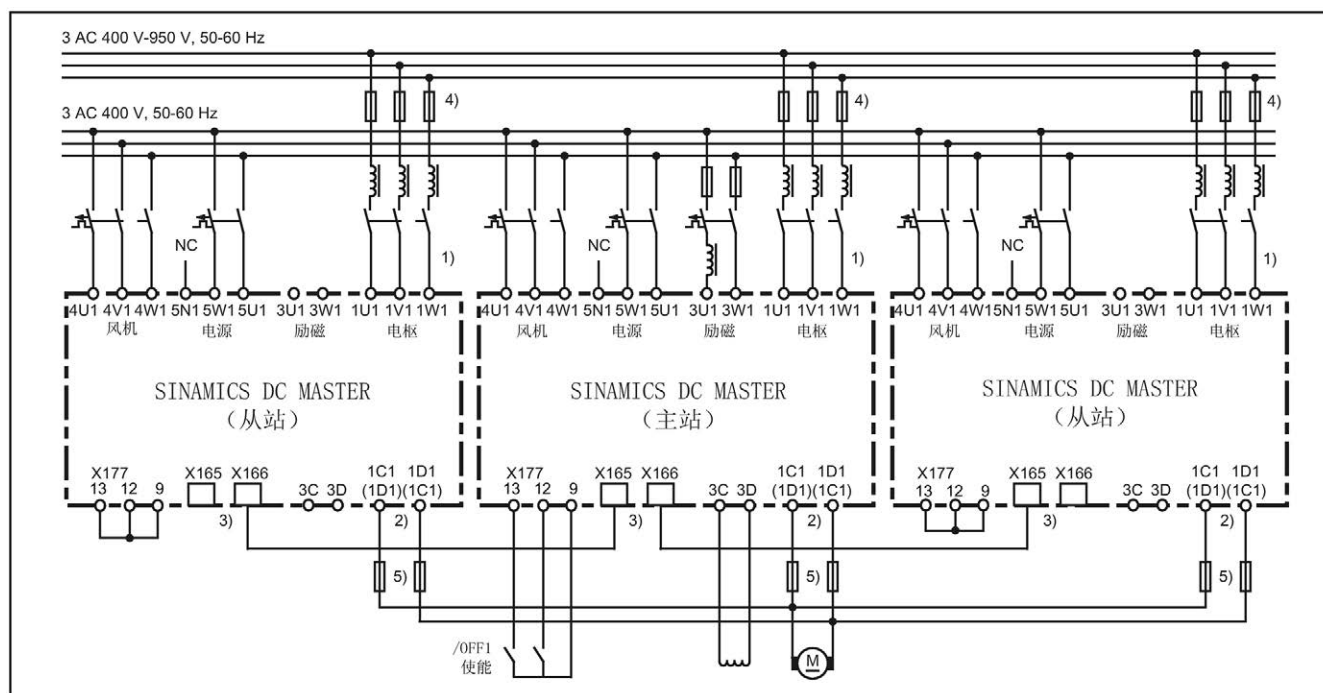 3 AC 400 V-950 V, 50-60 Hz
4) 4) 4)
3 AC 400 V, 50-60 Hz
NC NC NC
1) 1) 1)
4U1 4V1 4W1 5N1 5W1 5U1 3U1 3W1 1U1 1V1 1W1
风机 电源 励磁 电枢
4U1 4V1 4W1 5N1 5W1 5U1 3U1 3W1 1U1 1V1 1W1
风机 电源 励磁 电枢
4U1 4V1 4W1 5N1 5W1 5U1 3U1 3W1 1U1 1V1 1W1
风机 电源 励磁 电枢
SINAMICS DC MASTER
(从站)
SINAMICS DC MASTER
(主站)
SINAMICS DC MASTER
(从站)
X177 X165 X166 1C1 1D1
13 12 9 3C 3D (1D1)(1C1)
3) 2)
X177 X165 X166 1C1 1D1
13 12 9 3C 3D (1D1)(1C1)
3) 2)
X177 X165 X166 1C1 1D1
13 12 9 3C 3D (1D1)(1C1)
3) 2)
5) 5) 5)
/OFF1
使能
M